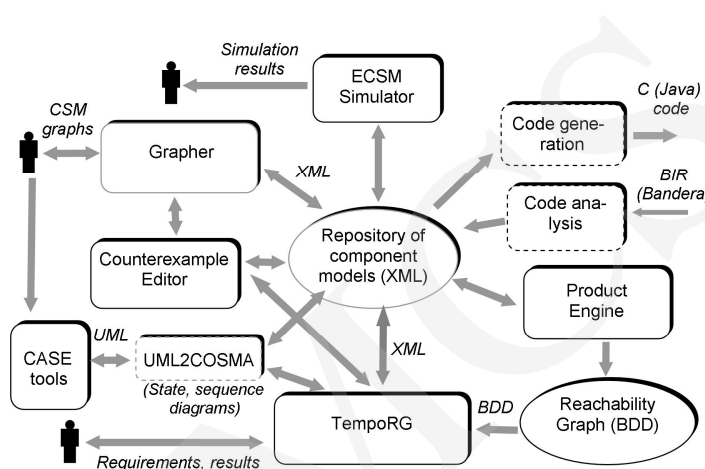 Simulation
results
ECSM
Simulator
C (Java)
code
CSM
graphs
Code gene-
ration
Grapher
XML
BIR
(Bandera
Code ana-
lysis
Repository of
component
models (XML)
Counterexample
Editor
Product
Engine
UML
CASE
tools
UML2COSMA
XML
(State, sequence
diagrams)
TempoRG
BDD
Reachability
Graph (BDD)
Requirements, results